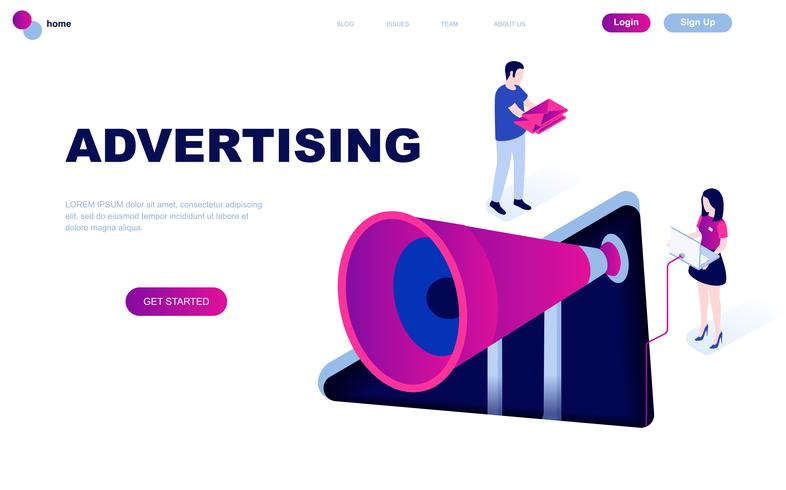 home
BLOG
ISSUES
TEAM
ABOUT US
Login
Sign Up
ADVERTISING
LOREM IPSUM dolor sit amet, consectetur adipiscing
elit, sed do eiusmod tempor incididunt ut labore et
dolore magna aliqua.
GET STARTED